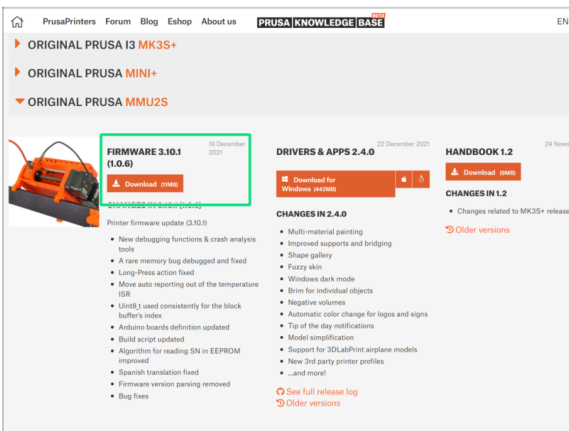 PrusaPrinters Forum Blog Eshop About us PRUSA KNOWLEDGE BASE BETA EN
ORIGINAL PRUSA I3 MK3S+
ORIGINAL PRUSA MINI+
ORIGINAL PRUSA MMU2S
FIRMWARE 3.10.1
(1.0.6)
16 December
2021
Download (11MB)
Printer firmware update (3.10.1)
New debugging functions & crash analysis
tools
A rare memory bug debugged and fixed
Long-Press action fixed
Move auto reporting out of the temperature
ISR
Uint8_t used consistently for the block
buffer's index
Arduino boards definition updated
Build script updated
Algorithm for reading SN in EEPROM
improved
Spanish translation fixed
Firmware version parsing removed
Bug fixes
DRIVERS & APPS 2.4.0
22 December 2021
Download for
Windows (442MB)
CHANGES IN 2.4.0
Multi-material painting
Improved supports and bridging
Shape gallery
Fuzzy skin
Windows dark mode
Brim for individual objects
Negative volumes
Automatic color change for logos and signs
Tip of the day notifications
Model simplification
Support for 3DLabPrint airplane models
New 3rd party printer profiles
...and more!
See full release log
Older versions
HANDBOOK 1.2
24 Nove
Download (9MB)
CHANGES IN 1.2
Changes related to MK3S+ release
Older versions